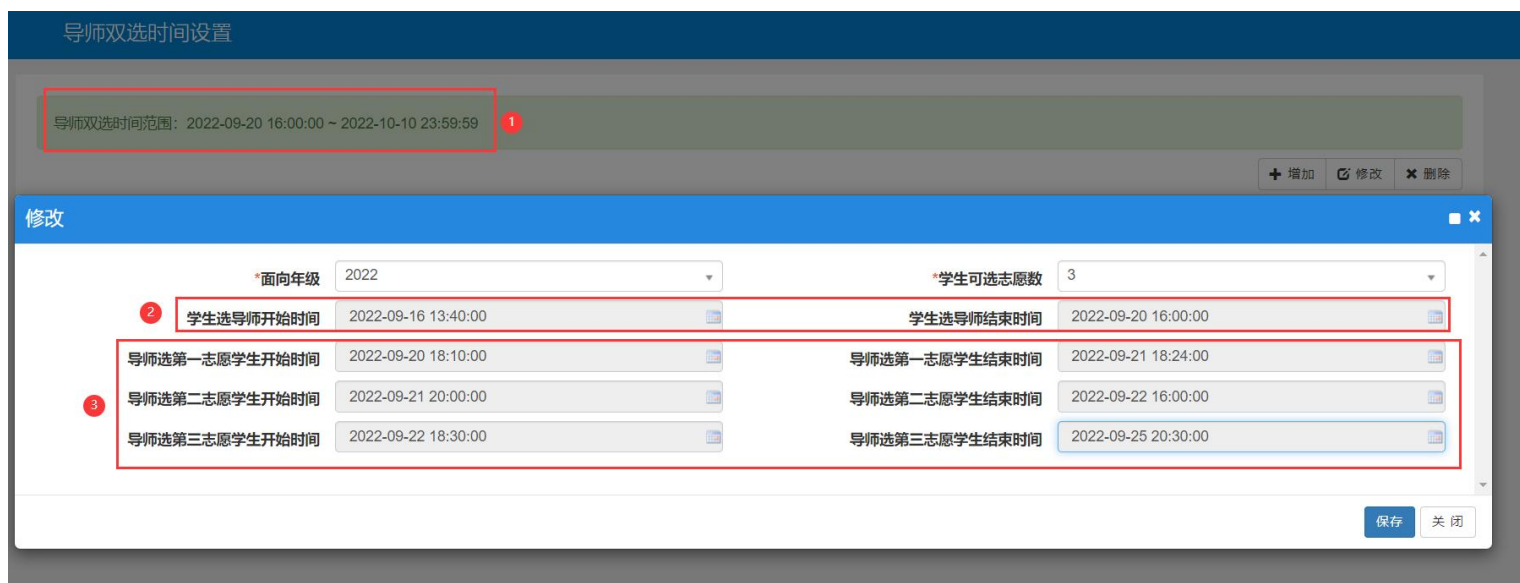 导师双选时间设置
导师双选时间范围：2022-09-20 16:00:00 ~ 2022-10-10 23:59:59 1
增加 修改 删除
修改
*面向年级 2022 *学生可选志愿数 3
2 学生选导师开始时间 2022-09-16 13:40:00 学生选导师结束时间 2022-09-20 16:00:00
导师选第一志愿学生开始时间 2022-09-20 18:10:00 导师选第一志愿学生结束时间 2022-09-21 18:24:00
3 导师选第二志愿学生开始时间 2022-09-21 20:00:00 导师选第二志愿学生结束时间 2022-09-22 16:00:00
导师选第三志愿学生开始时间 2022-09-22 18:30:00 导师选第三志愿学生结束时间 2022-09-25 20:30:00
保存 关闭